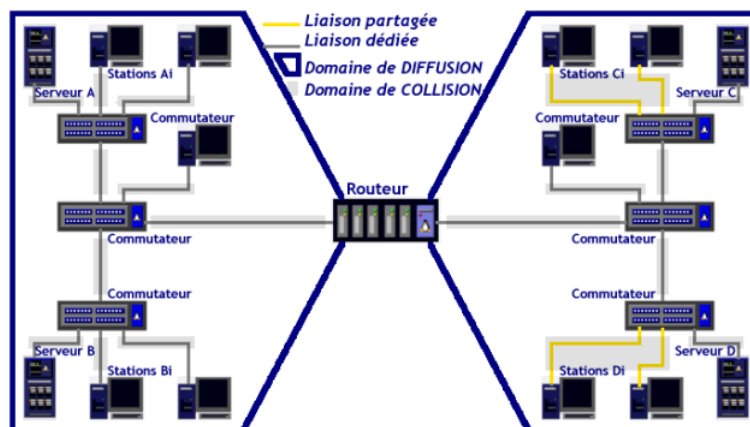 Liaison partagée
Liaison dédiée
Domaine de DIFFUSION
Domaine de COLLISION
Stations Ai
Serveur A
Commutateur
Commutateur
Commutateur
Serveur B
Stations Bi
Routeur
Stations Ci
Serveur C
Commutateur
Commutateur
Commutateur
Serveur D
Stations Di